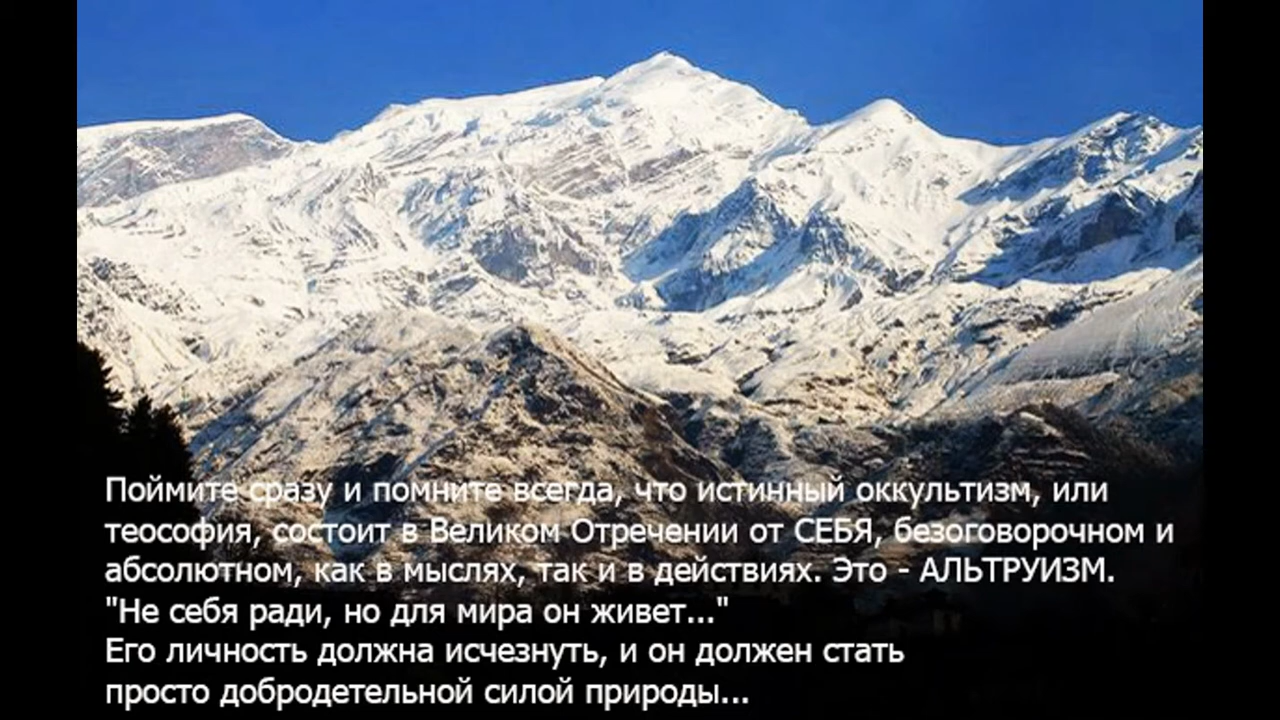 Поймите сразу и помните всегда, что истинный оккультизм, или
теософия, состоит в Великом Отречении от СЕБЯ, безоговорочном и
абсолютном, как в мыслях, так и в действиях. Это - АЛЬТРУИЗМ.
"Не себя ради, но для мира он живет..."
Его личность должна исчезнуть, и он должен стать
просто добродетельной силой природы...